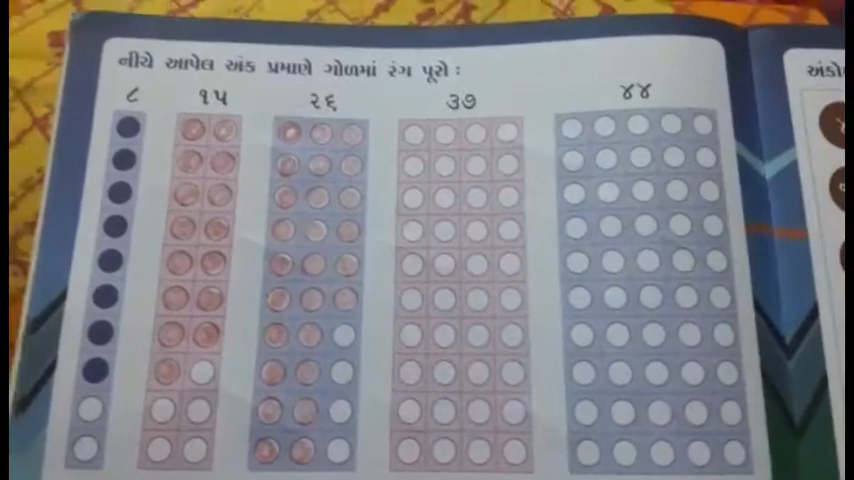 નીચે આપેલ અંક પ્રમાણે ગોળમાં રંગ પૂરો :
૮ ૧૫ ૨૬ ૩૭ ૪૪